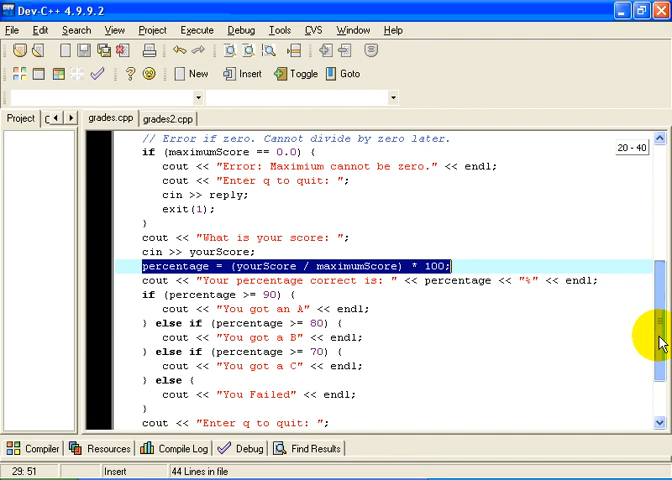 Dev-C++ 4.9.9.2
File Edit Search View Project Execute Debug Tools CVS Window Help
New Insert Toggle Goto
Project grades.cpp grades2.cpp
// Error if zero. Cannot divide by zero later.
if (maximumScore == 0.0) {
cout << "Error: Maximium cannot be zero." << endl;
cout << "Enter q to quit: ";
cin >> reply;
exit(1);
}
cout << "What is your score: ";
cin >> yourScore;
percentage = (yourScore / maximumScore) * 100;
cout << "Your percentage correct is: " << percentage << "%" << endl;
if (percentage >= 90) {
cout << "You got an A" << endl;
} else if (percentage >= 80) {
cout << "You got a B" << endl;
} else if (percentage >= 70) {
cout << "You got a C" << endl;
} else {
cout << "You Failed" << endl;
}
cout << "Enter q to quit: ";
20 - 40
Compiler Resources Compile Log Debug Find Results
29: 51 Insert 44 Lines in file